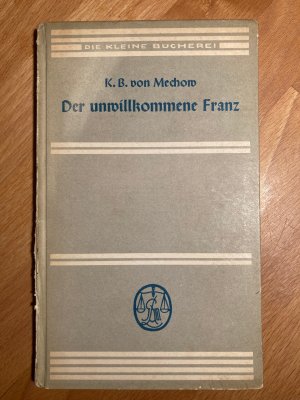 DIE KLEINE BÜCHEREI
K. B. von Mechow
Der unwillkommene Franz